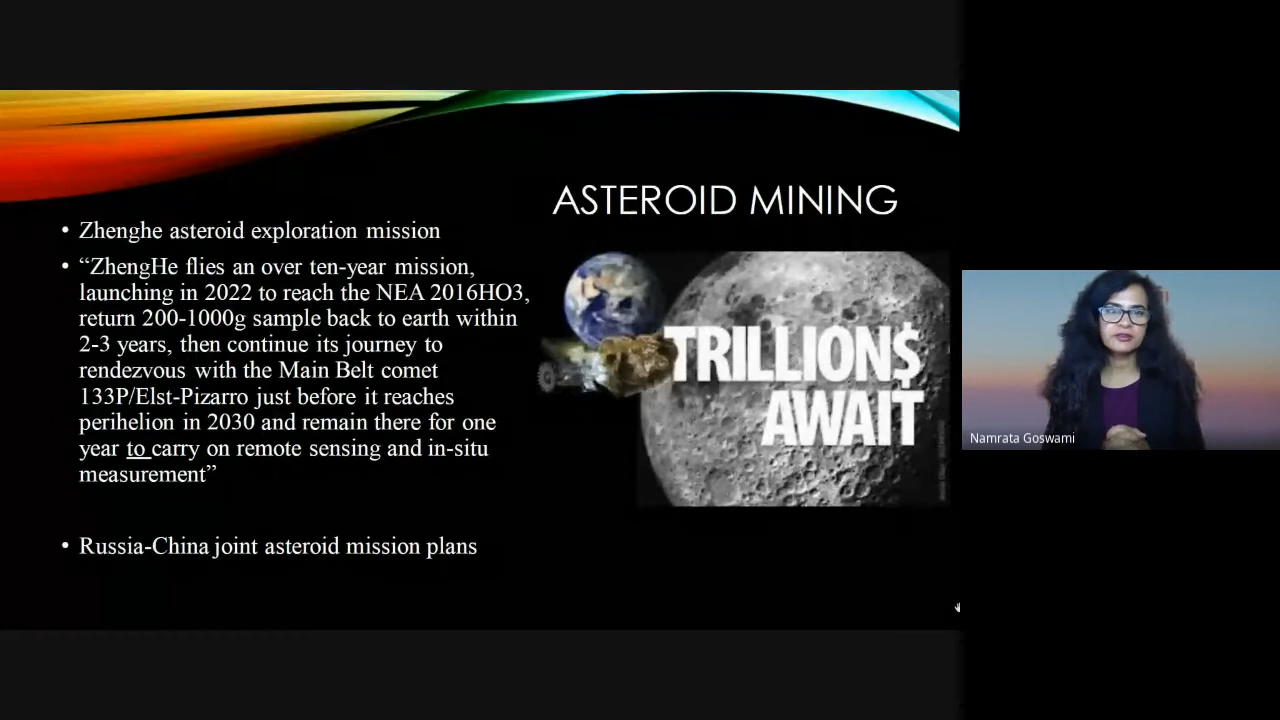 ASTEROID MINING
• Zhenghe asteroid exploration mission
• “ZhengHe flies an over ten-year mission,
launching in 2022 to reach the NEA 2016HO3,
return 200-1000g sample back to earth within
2-3 years, then continue its journey to
rendezvous with the Main Belt comet
133P/Elst-Pizarro just before it reaches
perihelion in 2030 and remain there for one
year to carry on remote sensing and in-situ
measurement”
• Russia-China joint asteroid mission plans
TRILLION$
AWAIT
Namrata Goswami